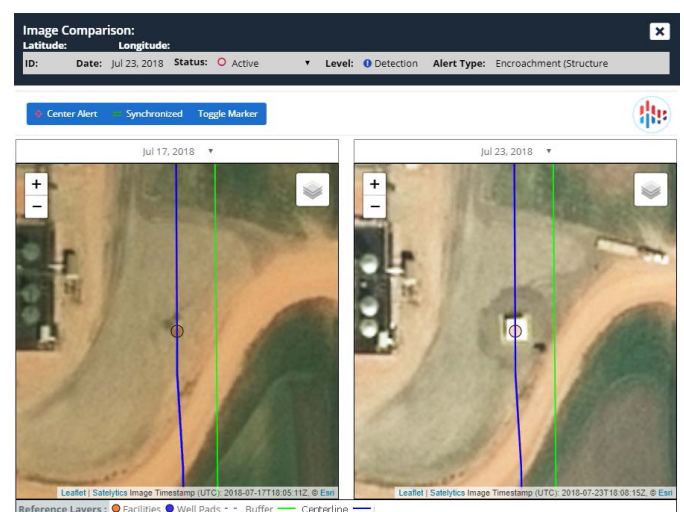 Image Comparison:
Latitude: Longitude:
ID: Date: Jul 23, 2018 Status: Active Level: Detection Alert Type: Encroachment (Structure
Center Alert Synchronized Toggle Marker
Jul 17, 2018
Jul 23, 2018
+
−
+
−
Leaflet | Satelytics Image Timestamp (UTC): 2018-07-17T18:05:11Z, © Esri
Leaflet | Satelytics Image Timestamp (UTC): 2018-07-23T18:08:15Z, © Esri
Reference Layers : Facilities Well Pads - - Buffer Centerline